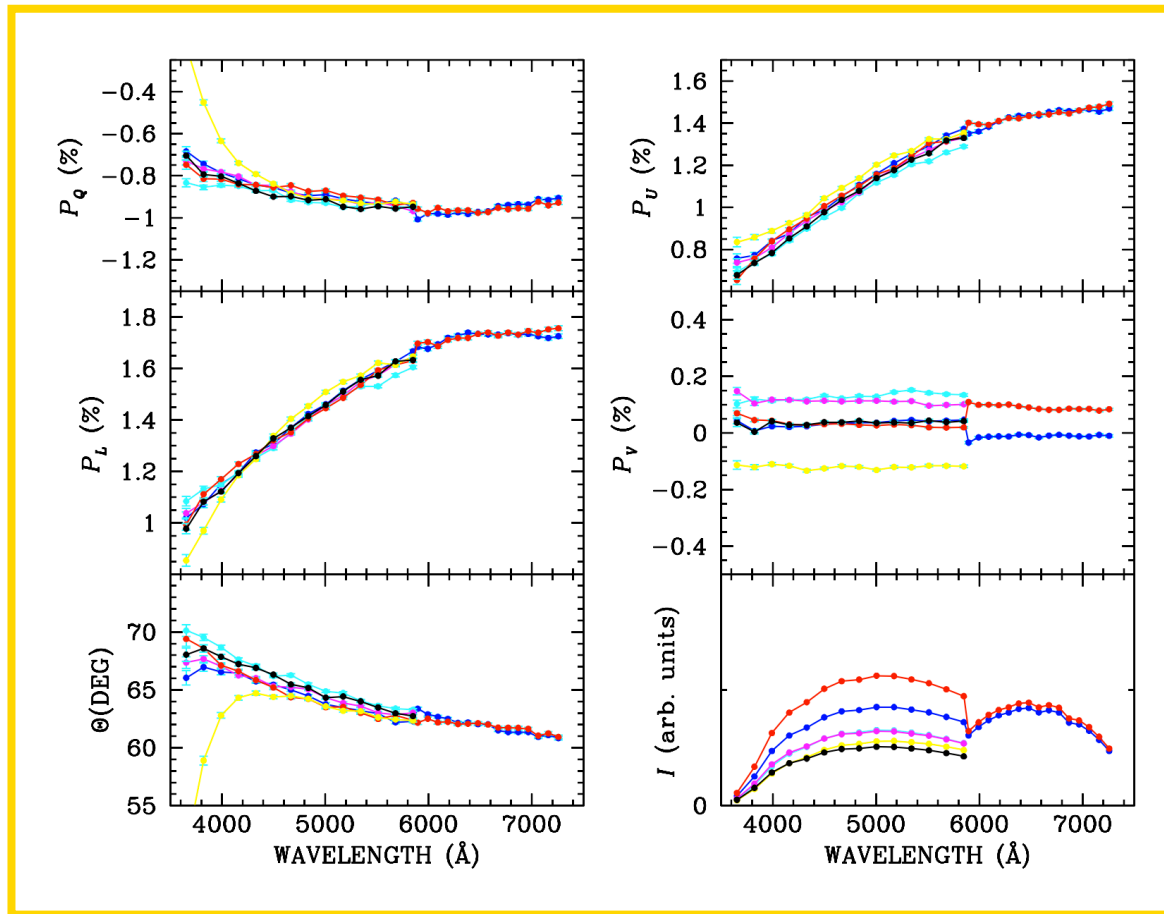 P_Q (%)
−0.4
−0.6
−0.8
−1
−1.2
P_U (%)
1.6
1.4
1.2
1
0.8
P_L (%)
1.8
1.6
1.4
1.2
1
P_V (%)
0.4
0.2
0
−0.2
−0.4
Θ(DEG)
70
65
60
55
I (arb. units)
0
4000 5000 6000 7000
WAVELENGTH (Å)
4000 5000 6000 7000
WAVELENGTH (Å)